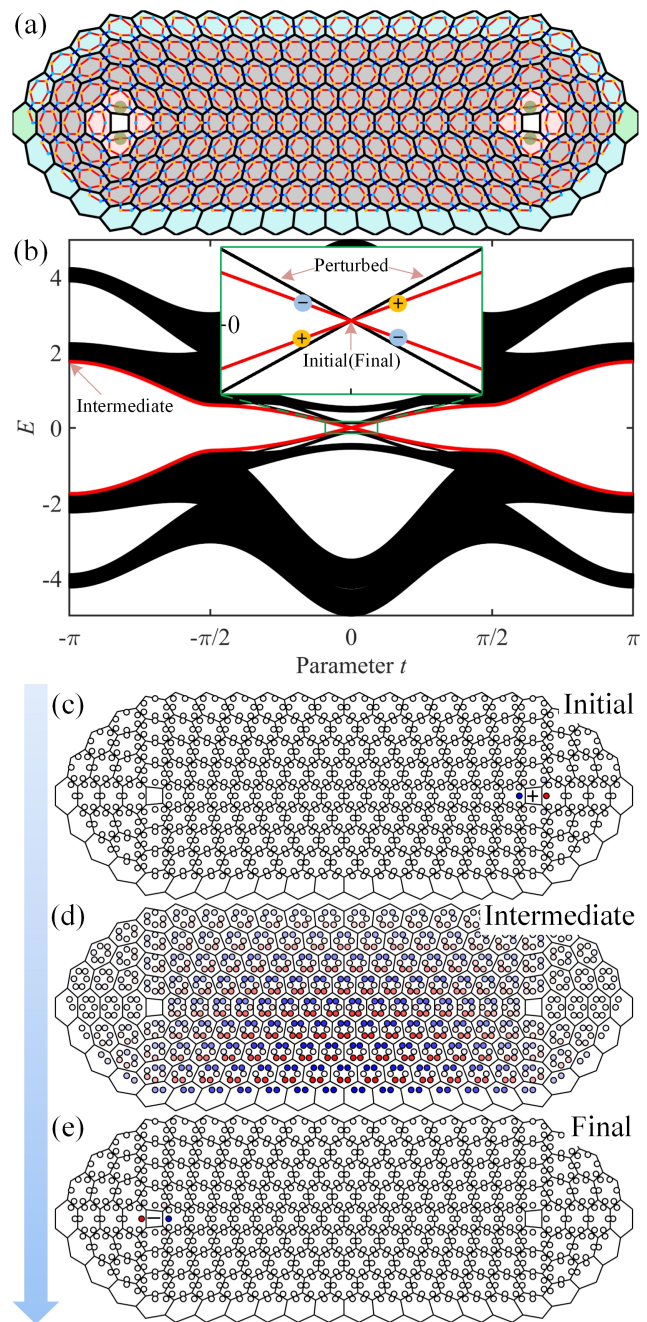 (a)
(b)
4
2
0
-2
-4
E
Perturbed
-0
− +
+ −
Initial(Final)
Intermediate
-π -π/2 0 π/2 π
Parameter t
(c) Initial
+
(d) Intermediate
(e) Final
−